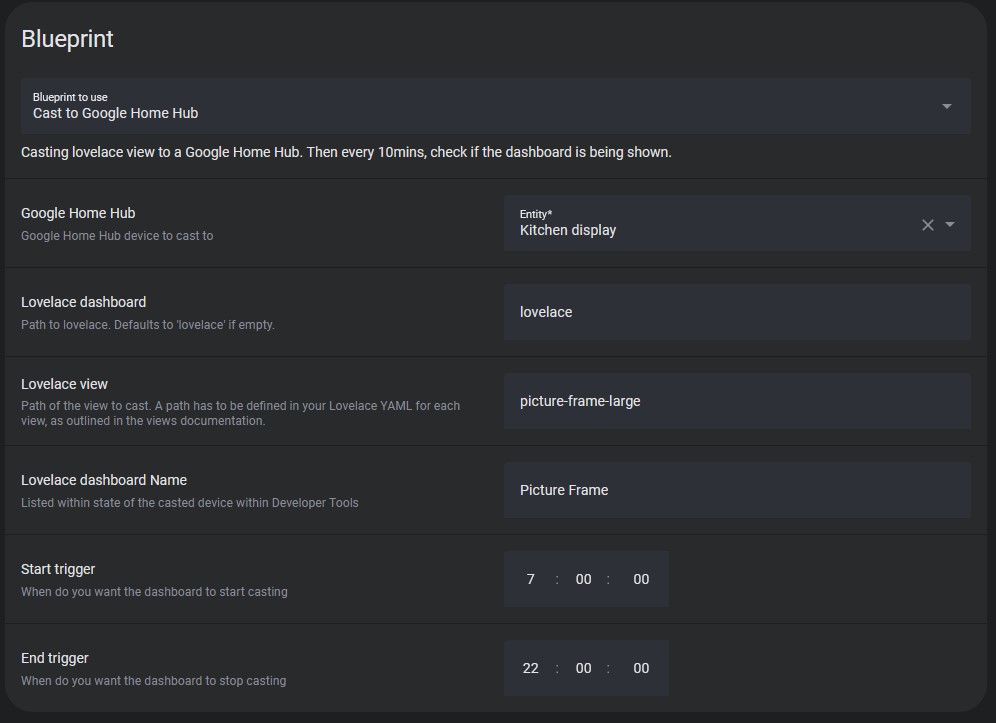 Blueprint
Blueprint to use
Cast to Google Home Hub
Casting lovelace view to a Google Home Hub. Then every 10mins, check if the dashboard is being shown.
Google Home Hub
Google Home Hub device to cast to
Entity*
Kitchen display
Lovelace dashboard
Path to lovelace. Defaults to 'lovelace' if empty.
lovelace
Lovelace view
Path of the view to cast. A path has to be defined in your Lovelace YAML for each
view, as outlined in the views documentation.
picture-frame-large
Lovelace dashboard Name
Listed within state of the casted device within Developer Tools
Picture Frame
Start trigger
When do you want the dashboard to start casting
7 : 00 : 00
End trigger
When do you want the dashboard to stop casting
22 : 00 : 00